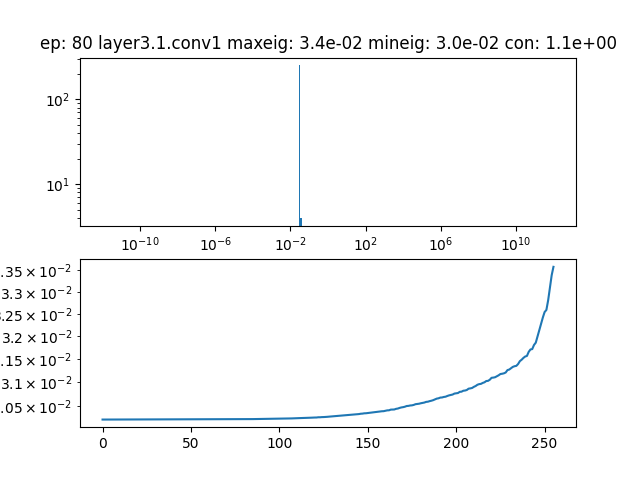 ep: 80 layer3.1.conv1 maxeig: 3.4e-02 mineig: 3.0e-02 con: 1.1e+00
10²
10¹
10⁻¹⁰ 10⁻⁶ 10⁻² 10² 10⁶ 10¹⁰
.35 × 10⁻²
3.3 × 10⁻²
.25 × 10⁻²
3.2 × 10⁻²
.15 × 10⁻²
3.1 × 10⁻²
.05 × 10⁻²
0 50 100 150 200 250